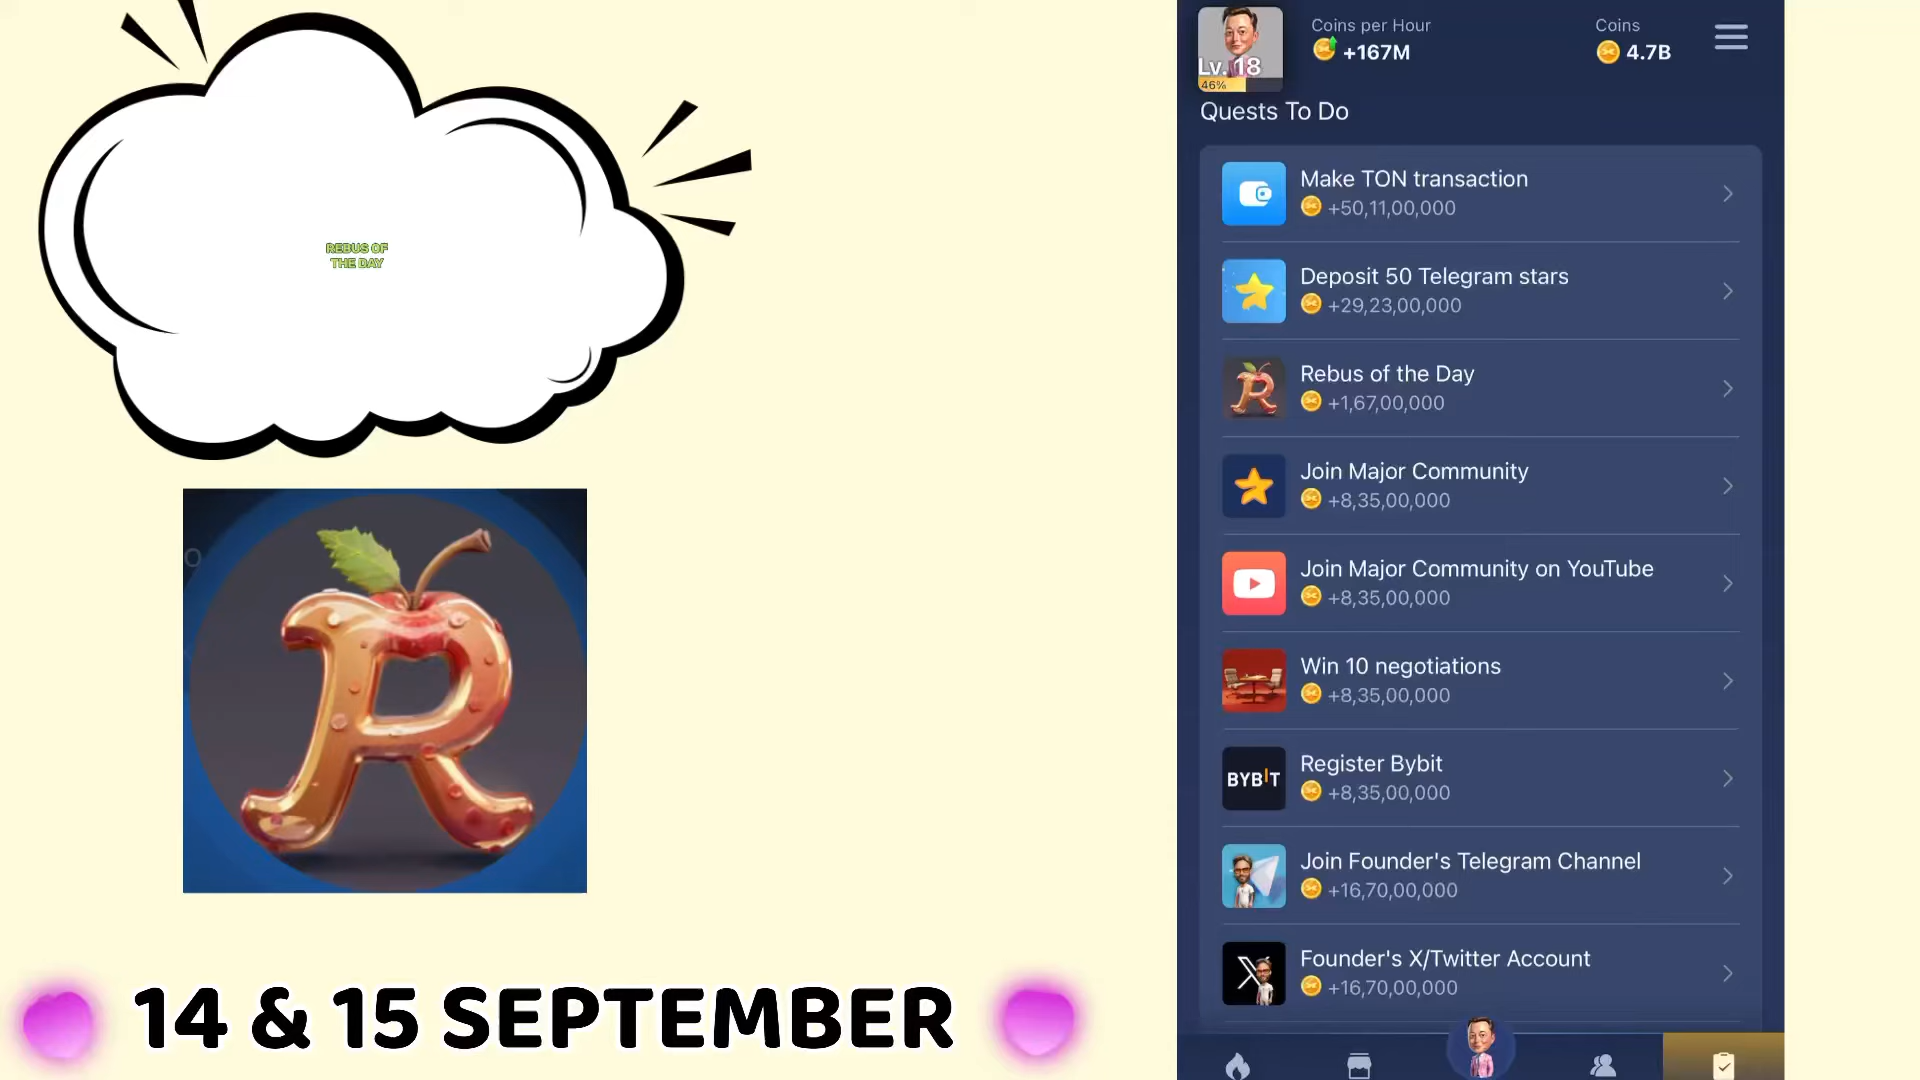 REBUS OF
THE DAY
O
R
14 & 15 SEPTEMBER
Lv. 18
46%
Coins per Hour
+167M
Coins
4.7B
Quests To Do
Make TON transaction
+50,11,00,000
Deposit 50 Telegram stars
+29,23,00,000
R
Rebus of the Day
+1,67,00,000
Join Major Community
+8,35,00,000
Join Major Community on YouTube
+8,35,00,000
Win 10 negotiations
+8,35,00,000
BYBIT
Register Bybit
+8,35,00,000
Join Founder's Telegram Channel
+16,70,00,000
X
Founder's X/Twitter Account
+16,70,00,000